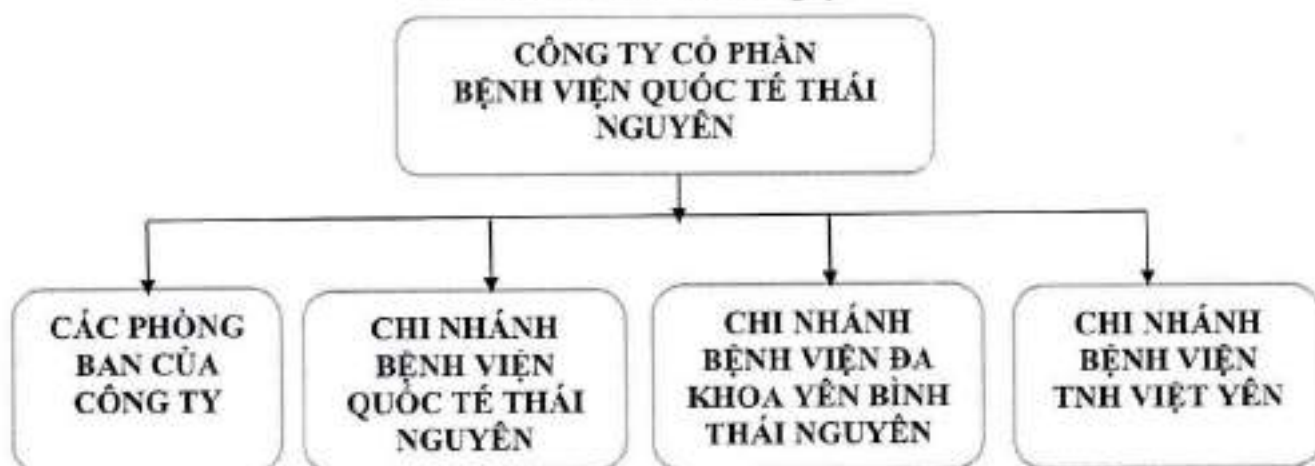 CÔNG TY CỔ PHẦN
BỆNH VIỆN QUỐC TẾ THÁI
NGUYÊN
CÁC PHÒNG
BAN CỦA
CÔNG TY
CHI NHÁNH
BỆNH VIỆN
QUỐC TẾ THÁI
NGUYÊN
CHI NHÁNH
BỆNH VIỆN ĐA
KHOA YÊN BÌNH
THÁI NGUYÊN
CHI NHÁNH
BỆNH VIỆN
TNH VIỆT YÊN